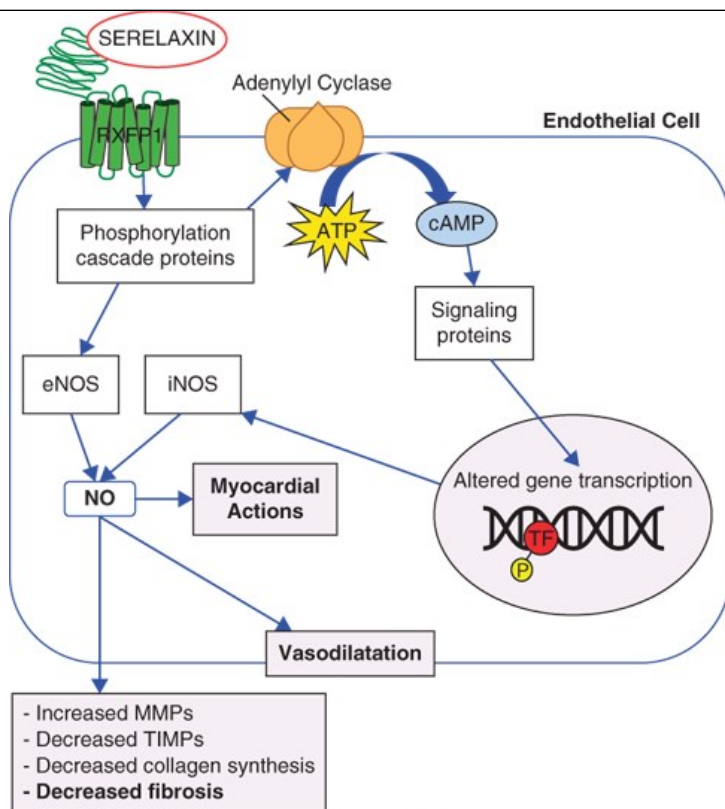 SERELAXIN
RXFP1
Adenylyl Cyclase
Endothelial Cell
ATP
cAMP
Phosphorylation
cascade proteins
Signaling
proteins
eNOS
iNOS
Altered gene transcription
TF
P
NO
Myocardial
Actions
Vasodilatation
- Increased MMPs
- Decreased TIMPs
- Decreased collagen synthesis
- Decreased fibrosis